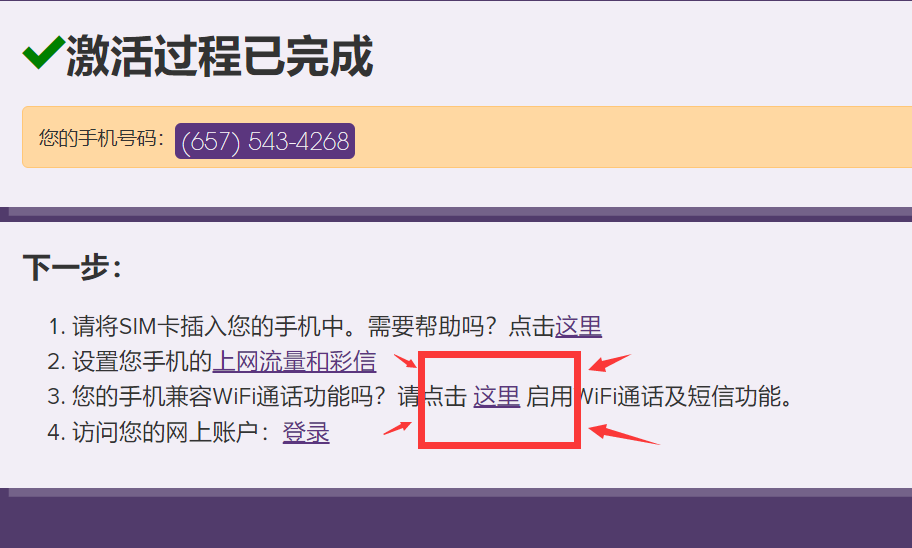 激活过程已完成
您的手机号码： (657) 543-4268
下一步：
1. 请将SIM卡插入您的手机中。需要帮助吗？点击这里
2. 设置您手机的上网流量和彩信
3. 您的手机兼容WiFi通话功能吗？请点击 这里 启用WiFi通话及短信功能。
4. 访问您的网上账户：登录